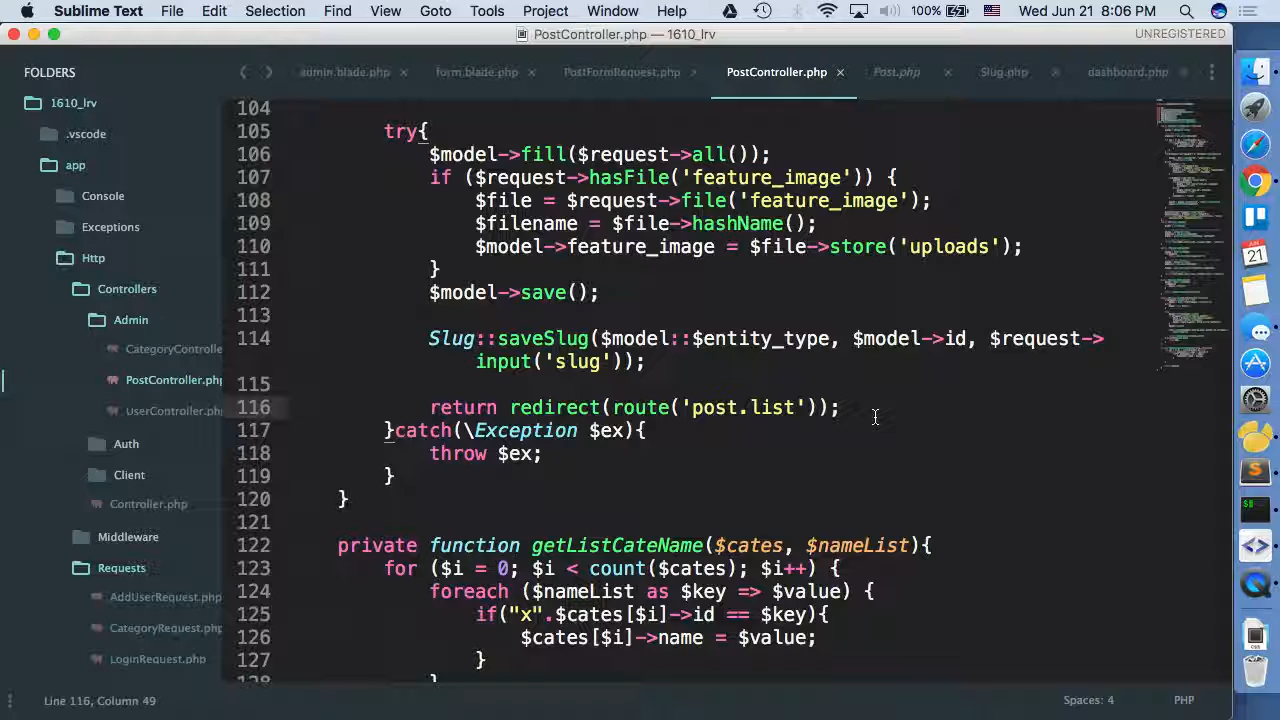 Sublime Text File Edit Selection Find View Goto Tools Project Window Help 100% Wed Jun 21 8:06 PM
PostController.php — 1610_lrv UNREGISTERED
FOLDERS
1610_lrv
.vscode
app
Console
Exceptions
Http
Controllers
Admin
CategoryControlle
PostController.php
UserController.php
Auth
Client
Controller.php
Middleware
Requests
AddUserRequest.php
CategoryRequest.php
LoginRequest.php
admin.blade.php form.blade.php PostFormRequest.php PostController.php Post.php Slug.php dashboard.php
104
105 try{
106 $model->fill($request->all());
107 if ($request->hasFile('feature_image')) {
108 $file = $request->file('feature_image');
109 $filename = $file->hashName();
110 $model->feature_image = $file->store('uploads');
111 }
112 $model->save();
113
114 Slug::saveSlug($model::$entity_type, $model->id, $request->
input('slug'));
115
116 return redirect(route('post.list'));
117 }catch(\Exception $ex){
118 throw $ex;
119 }
120 }
121
122 private function getListCateName($cates, $nameList){
123 for ($i = 0; $i < count($cates); $i++) {
124 foreach ($nameList as $key => $value) {
125 if("x".$cates[$i]->id == $key){
126 $cates[$i]->name = $value;
127 }
128 }
Line 116, Column 49 Spaces: 4 PHP